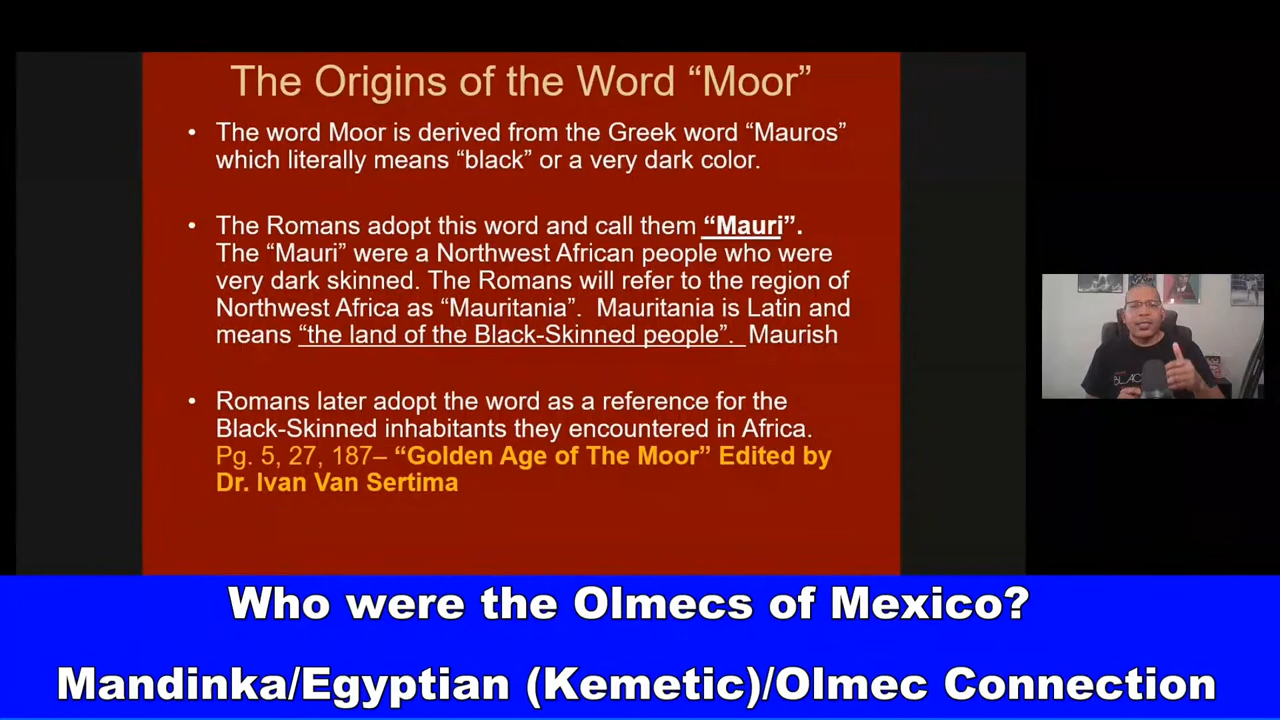 The Origins of the Word “Moor”
• The word Moor is derived from the Greek word “Mauros”
which literally means “black” or a very dark color.
• The Romans adopt this word and call them “Mauri”.
The “Mauri” were a Northwest African people who were
very dark skinned. The Romans will refer to the region of
Northwest Africa as “Mauritania”. Mauritania is Latin and
means “the land of the Black-Skinned people”. Maurish
• Romans later adopt the word as a reference for the
Black-Skinned inhabitants they encountered in Africa.
Pg. 5, 27, 187– “Golden Age of The Moor” Edited by
Dr. Ivan Van Sertima
Who were the Olmecs of Mexico?
Mandinka/Egyptian (Kemetic)/Olmec Connection